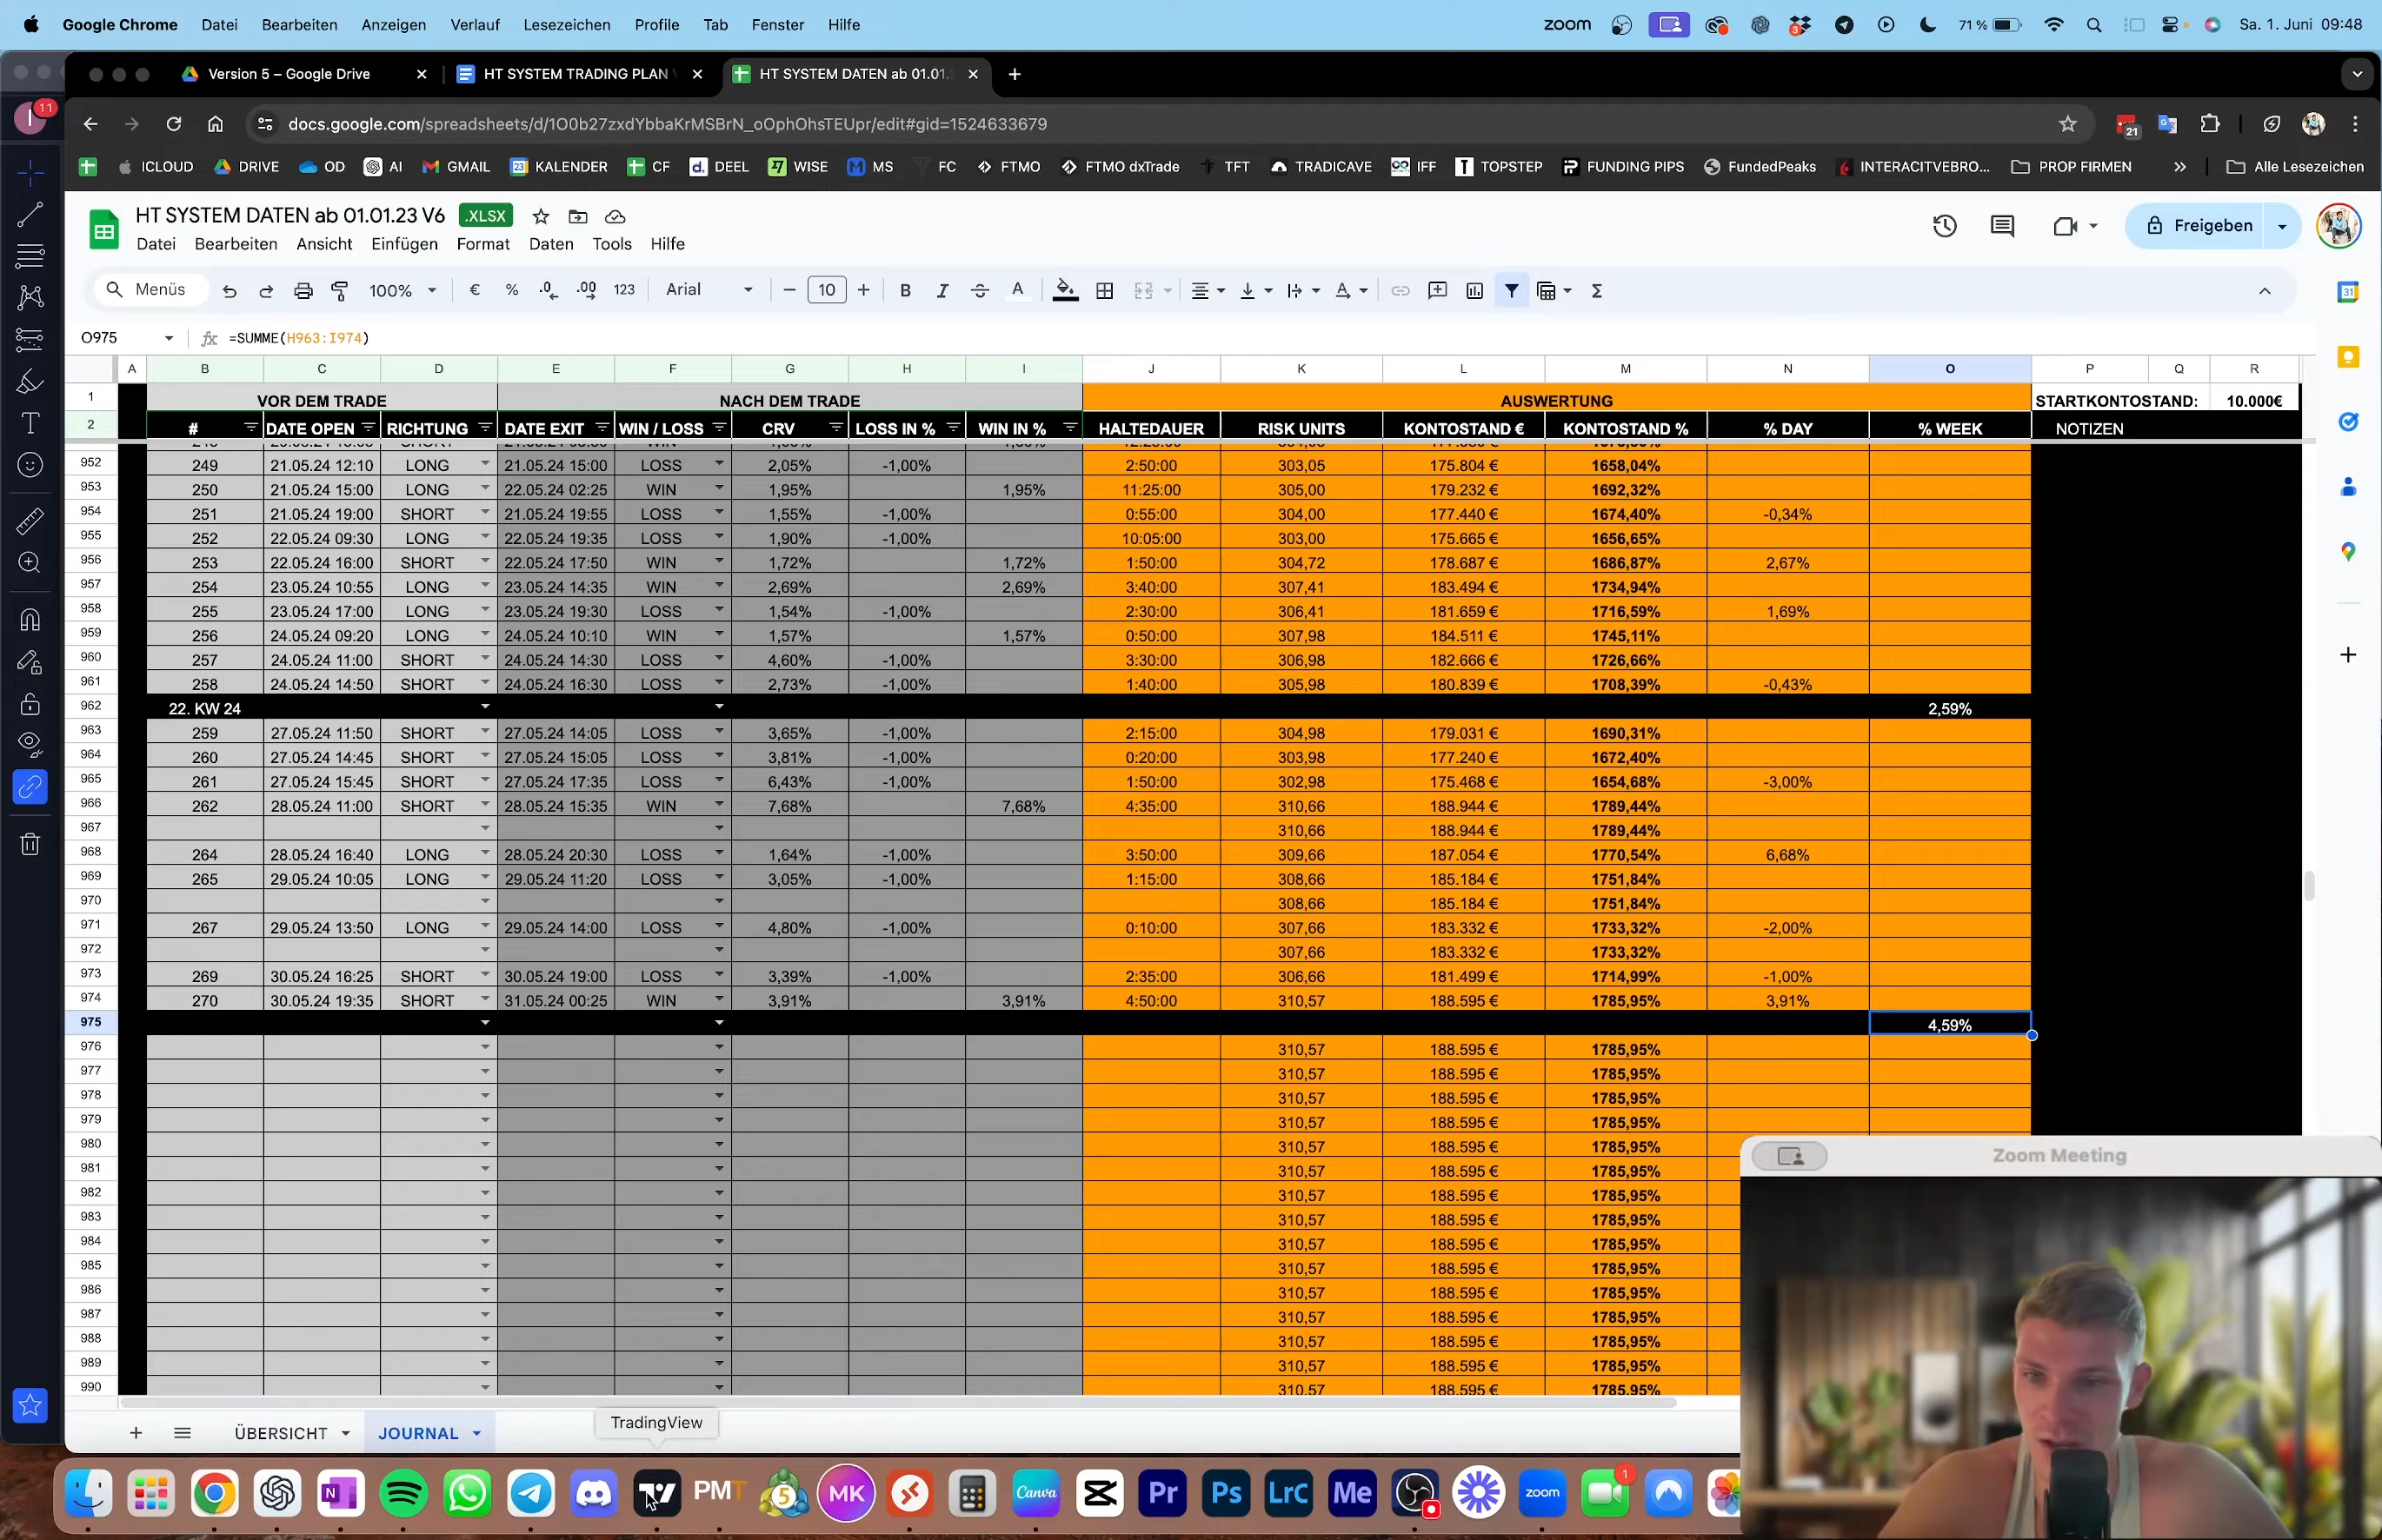 Google Chrome Datei Bearbeiten Anzeigen Verlauf Lesezeichen Profile Tab Fenster Hilfe zoom 3 71 % Sa. 1. Juni 09:48
11 Version 5 – Google Drive HT SYSTEM TRADING PLAN HT SYSTEM DATEN ab 01.01.
docs.google.com/spreadsheets/d/1O0b27zxdYbbaKrMSBrN_oOphOhsTEUpr/edit#gid=1524633679 21
ICLOUD DRIVE OD AI GMAIL 23 KALENDER CF d. DEEL WISE MS FC FTMO FTMO dxTrade TFT TRADICAVE IFF TOPSTEP FUNDING PIPS FundedPeaks INTERACITVEBRO... PROP FIRMEN » Alle Lesezeichen
HT SYSTEM DATEN ab 01.01.23 V6 .XLSX
Freigeben
Datei Bearbeiten Ansicht Einfügen Format Daten Tools Hilfe
Menüs 100% € % .0 .00 123 Arial 10 B I A Σ 31
O975 fx =SUMME(H963:I974)
A B C D E F G H I J K L M N O P Q R
1 VOR DEM TRADE NACH DEM TRADE AUSWERTUNG STARTKONTOSTAND: 10.000€
2 # DATE OPEN RICHTUNG DATE EXIT WIN / LOSS CRV LOSS IN % WIN IN % HALTEDAUER RISK UNITS KONTOSTAND € KONTOSTAND % % DAY % WEEK NOTIZEN
952 249 21.05.24 12:10 LONG 21.05.24 15:00 LOSS 2,05% -1,00% 2:50:00 303,05 175.804 € 1658,04%
953 250 21.05.24 15:00 LONG 22.05.24 02:25 WIN 1,95% 1,95% 11:25:00 305,00 179.232 € 1692,32%
954 251 21.05.24 19:00 SHORT 21.05.24 19:55 LOSS 1,55% -1,00% 0:55:00 304,00 177.440 € 1674,40% -0,34%
955 252 22.05.24 09:30 LONG 22.05.24 19:35 LOSS 1,90% -1,00% 10:05:00 303,00 175.665 € 1656,65%
956 253 22.05.24 16:00 SHORT 22.05.24 17:50 WIN 1,72% 1,72% 1:50:00 304,72 178.687 € 1686,87% 2,67%
957 254 23.05.24 10:55 LONG 23.05.24 14:35 WIN 2,69% 2,69% 3:40:00 307,41 183.494 € 1734,94%
958 255 23.05.24 17:00 LONG 23.05.24 19:30 LOSS 1,54% -1,00% 2:30:00 306,41 181.659 € 1716,59% 1,69%
959 256 24.05.24 09:20 LONG 24.05.24 10:10 WIN 1,57% 1,57% 0:50:00 307,98 184.511 € 1745,11%
960 257 24.05.24 11:00 SHORT 24.05.24 14:30 LOSS 4,60% -1,00% 3:30:00 306,98 182.666 € 1726,66%
961 258 24.05.24 14:50 SHORT 24.05.24 16:30 LOSS 2,73% -1,00% 1:40:00 305,98 180.839 € 1708,39% -0,43%
962 22. KW 24 2,59%
963 259 27.05.24 11:50 SHORT 27.05.24 14:05 LOSS 3,65% -1,00% 2:15:00 304,98 179.031 € 1690,31%
964 260 27.05.24 14:45 SHORT 27.05.24 15:05 LOSS 3,81% -1,00% 0:20:00 303,98 177.240 € 1672,40%
965 261 27.05.24 15:45 SHORT 27.05.24 17:35 LOSS 6,43% -1,00% 1:50:00 302,98 175.468 € 1654,68% -3,00%
966 262 28.05.24 11:00 SHORT 28.05.24 15:35 WIN 7,68% 7,68% 4:35:00 310,66 188.944 € 1789,44%
967 310,66 188.944 € 1789,44%
968 264 28.05.24 16:40 LONG 28.05.24 20:30 LOSS 1,64% -1,00% 3:50:00 309,66 187.054 € 1770,54% 6,68%
969 265 29.05.24 10:05 LONG 29.05.24 11:20 LOSS 3,05% -1,00% 1:15:00 308,66 185.184 € 1751,84%
970 308,66 185.184 € 1751,84%
971 267 29.05.24 13:50 LONG 29.05.24 14:00 LOSS 4,80% -1,00% 0:10:00 307,66 183.332 € 1733,32% -2,00%
972 307,66 183.332 € 1733,32%
973 269 30.05.24 16:25 SHORT 30.05.24 19:00 LOSS 3,39% -1,00% 2:35:00 306,66 181.499 € 1714,99% -1,00%
974 270 30.05.24 19:35 SHORT 31.05.24 00:25 WIN 3,91% 3,91% 4:50:00 310,57 188.595 € 1785,95% 3,91%
975 4,59%
976 310,57 188.595 € 1785,95%
977 310,57 188.595 € 1785,95%
978 310,57 188.595 € 1785,95%
979 310,57 188.595 € 1785,95%
980 310,57 188.595 € 1785,95%
981 310,57 188.595 € 1785,95%
982 310,57 188.595 € 1785,95%
983 310,57 188.595 € 1785,95%
984 310,57 188.595 € 1785,95%
985 310,57 188.595 € 1785,95%
986 310,57 188.595 € 1785,95%
987 310,57 188.595 € 1785,95%
988 310,57 188.595 € 1785,95%
989 310,57 188.595 € 1785,95%
990 310,57 188.595 € 1785,95%
Zoom Meeting
TradingView
ÜBERSICHT JOURNAL
N PMT 5 MK Canva Pr Ps LrC Me zoom 1